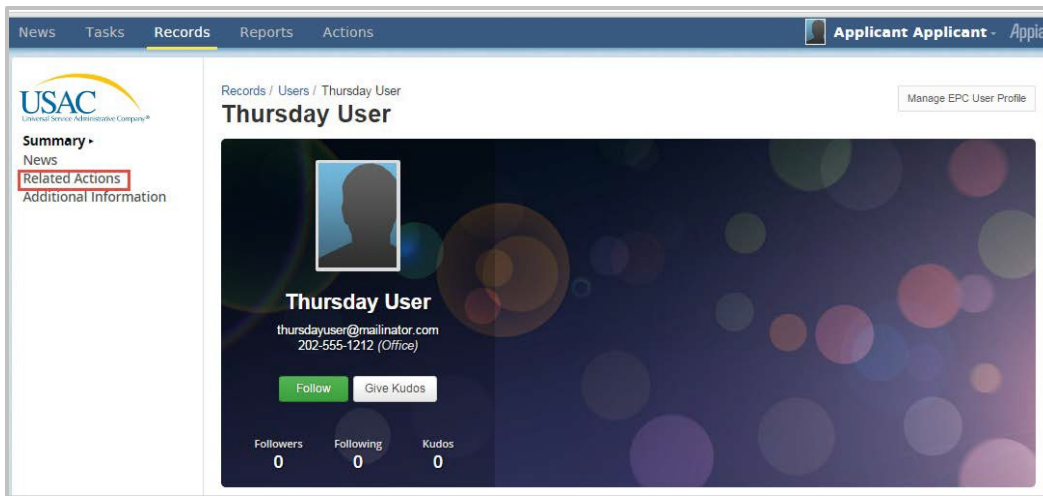 News Tasks Records Reports Actions Applicant Applicant
USAC
Universal Service Administrative Company
Summary
News
Related Actions
Additional Information
Records / Users / Thursday User
Thursday User
Manage EPC User Profile
Thursday User
thursdayuser@mailinator.com
202-555-1212 (Office)
Follow Give Kudos
Followers Following Kudos
0 0 0